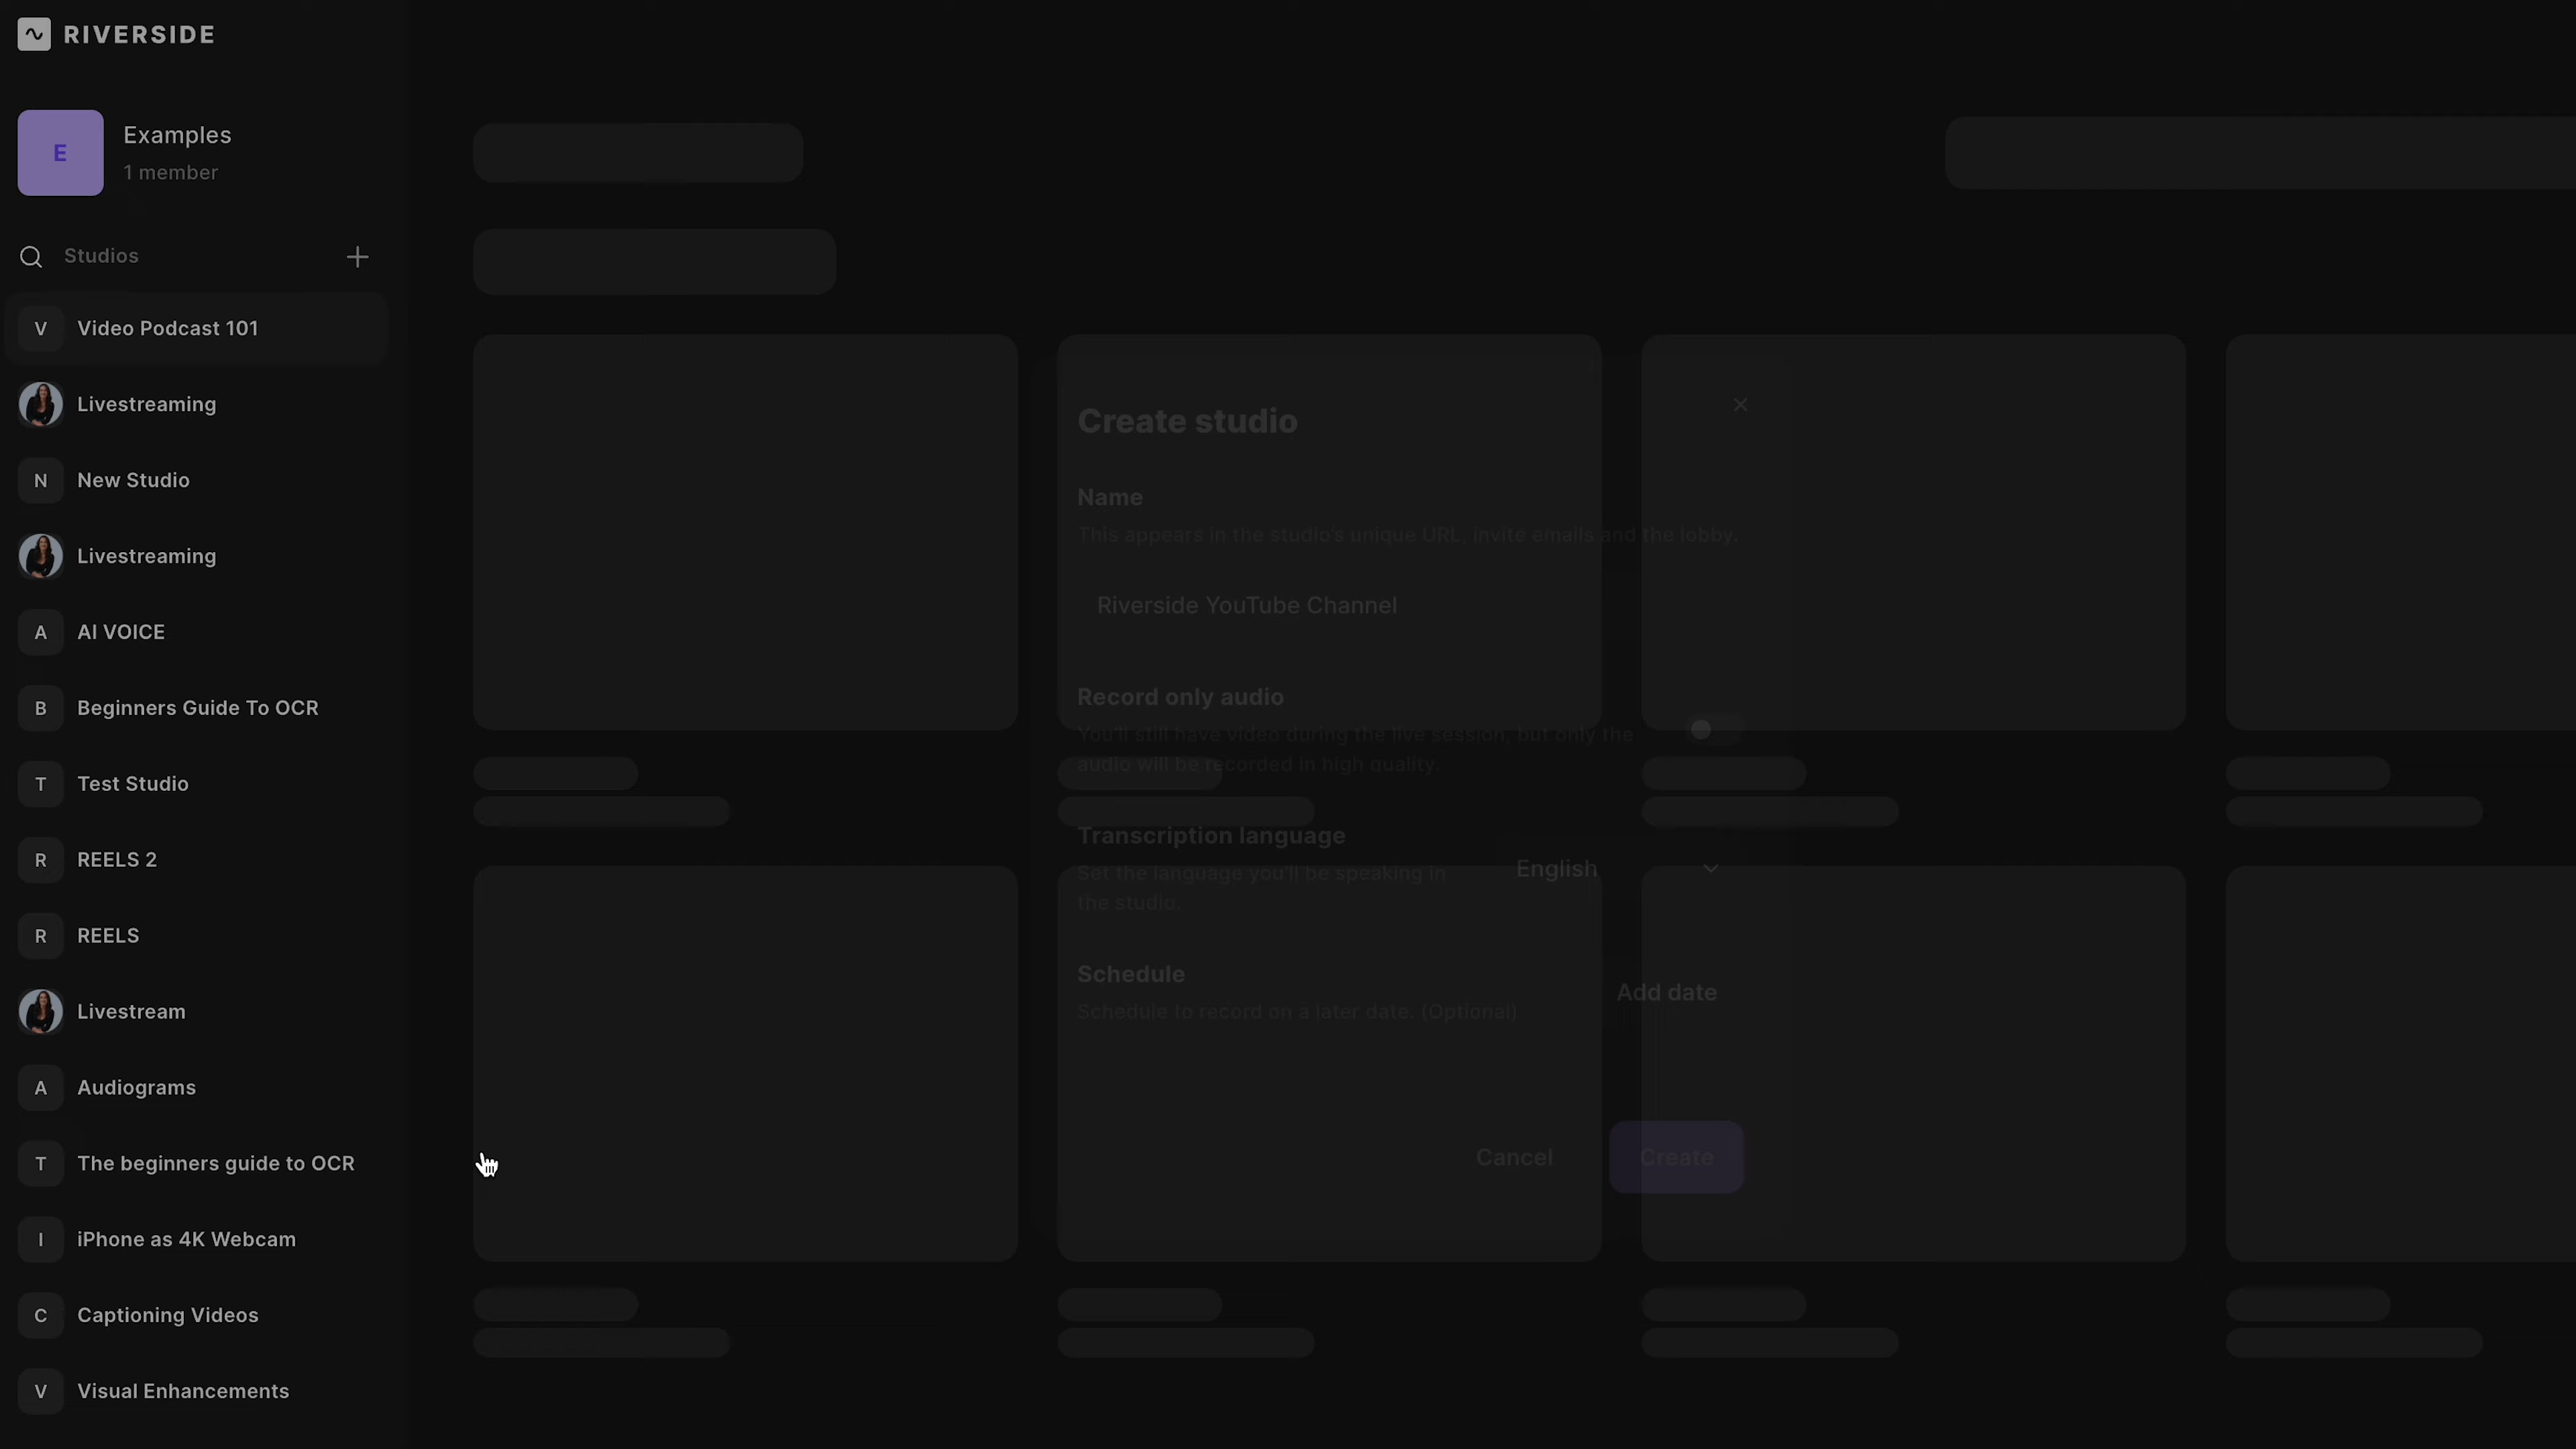 RIVERSIDE
E
Examples
1 member
Studios
V Video Podcast 101
Livestreaming
N New Studio
Livestreaming
A AI VOICE
B Beginners Guide To OCR
T Test Studio
R REELS 2
R REELS
Livestream
A Audiograms
T The beginners guide to OCR
I iPhone as 4K Webcam
C Captioning Videos
V Visual Enhancements
Create studio
Name
This appears in the studio's unique URL, invite emails and the lobby.
Riverside YouTube Channel
Record only audio
You'll still have video during the live session, but only the
audio will be recorded in high quality.
Transcription language
Set the language you'll be speaking in
the studio.
English
Schedule
Schedule to record on a later date. (Optional)
Add date
Cancel
Create